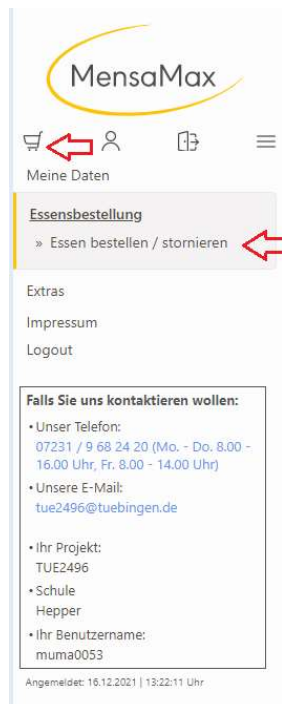 MensaMax
Meine Daten
Essensbestellung
» Essen bestellen / stornieren
Extras
Impressum
Logout
Falls Sie uns kontaktieren wollen:
• Unser Telefon:
07231 / 9 68 24 20 (Mo. - Do. 8.00 -
16.00 Uhr, Fr. 8.00 - 14.00 Uhr)
• Unsere E-Mail:
tue2496@tuebingen.de
• Ihr Projekt:
TUE2496
• Schule
Hepper
• Ihr Benutzername:
muma0053
Angemeldet: 16.12.2021 | 13:22:11 Uhr